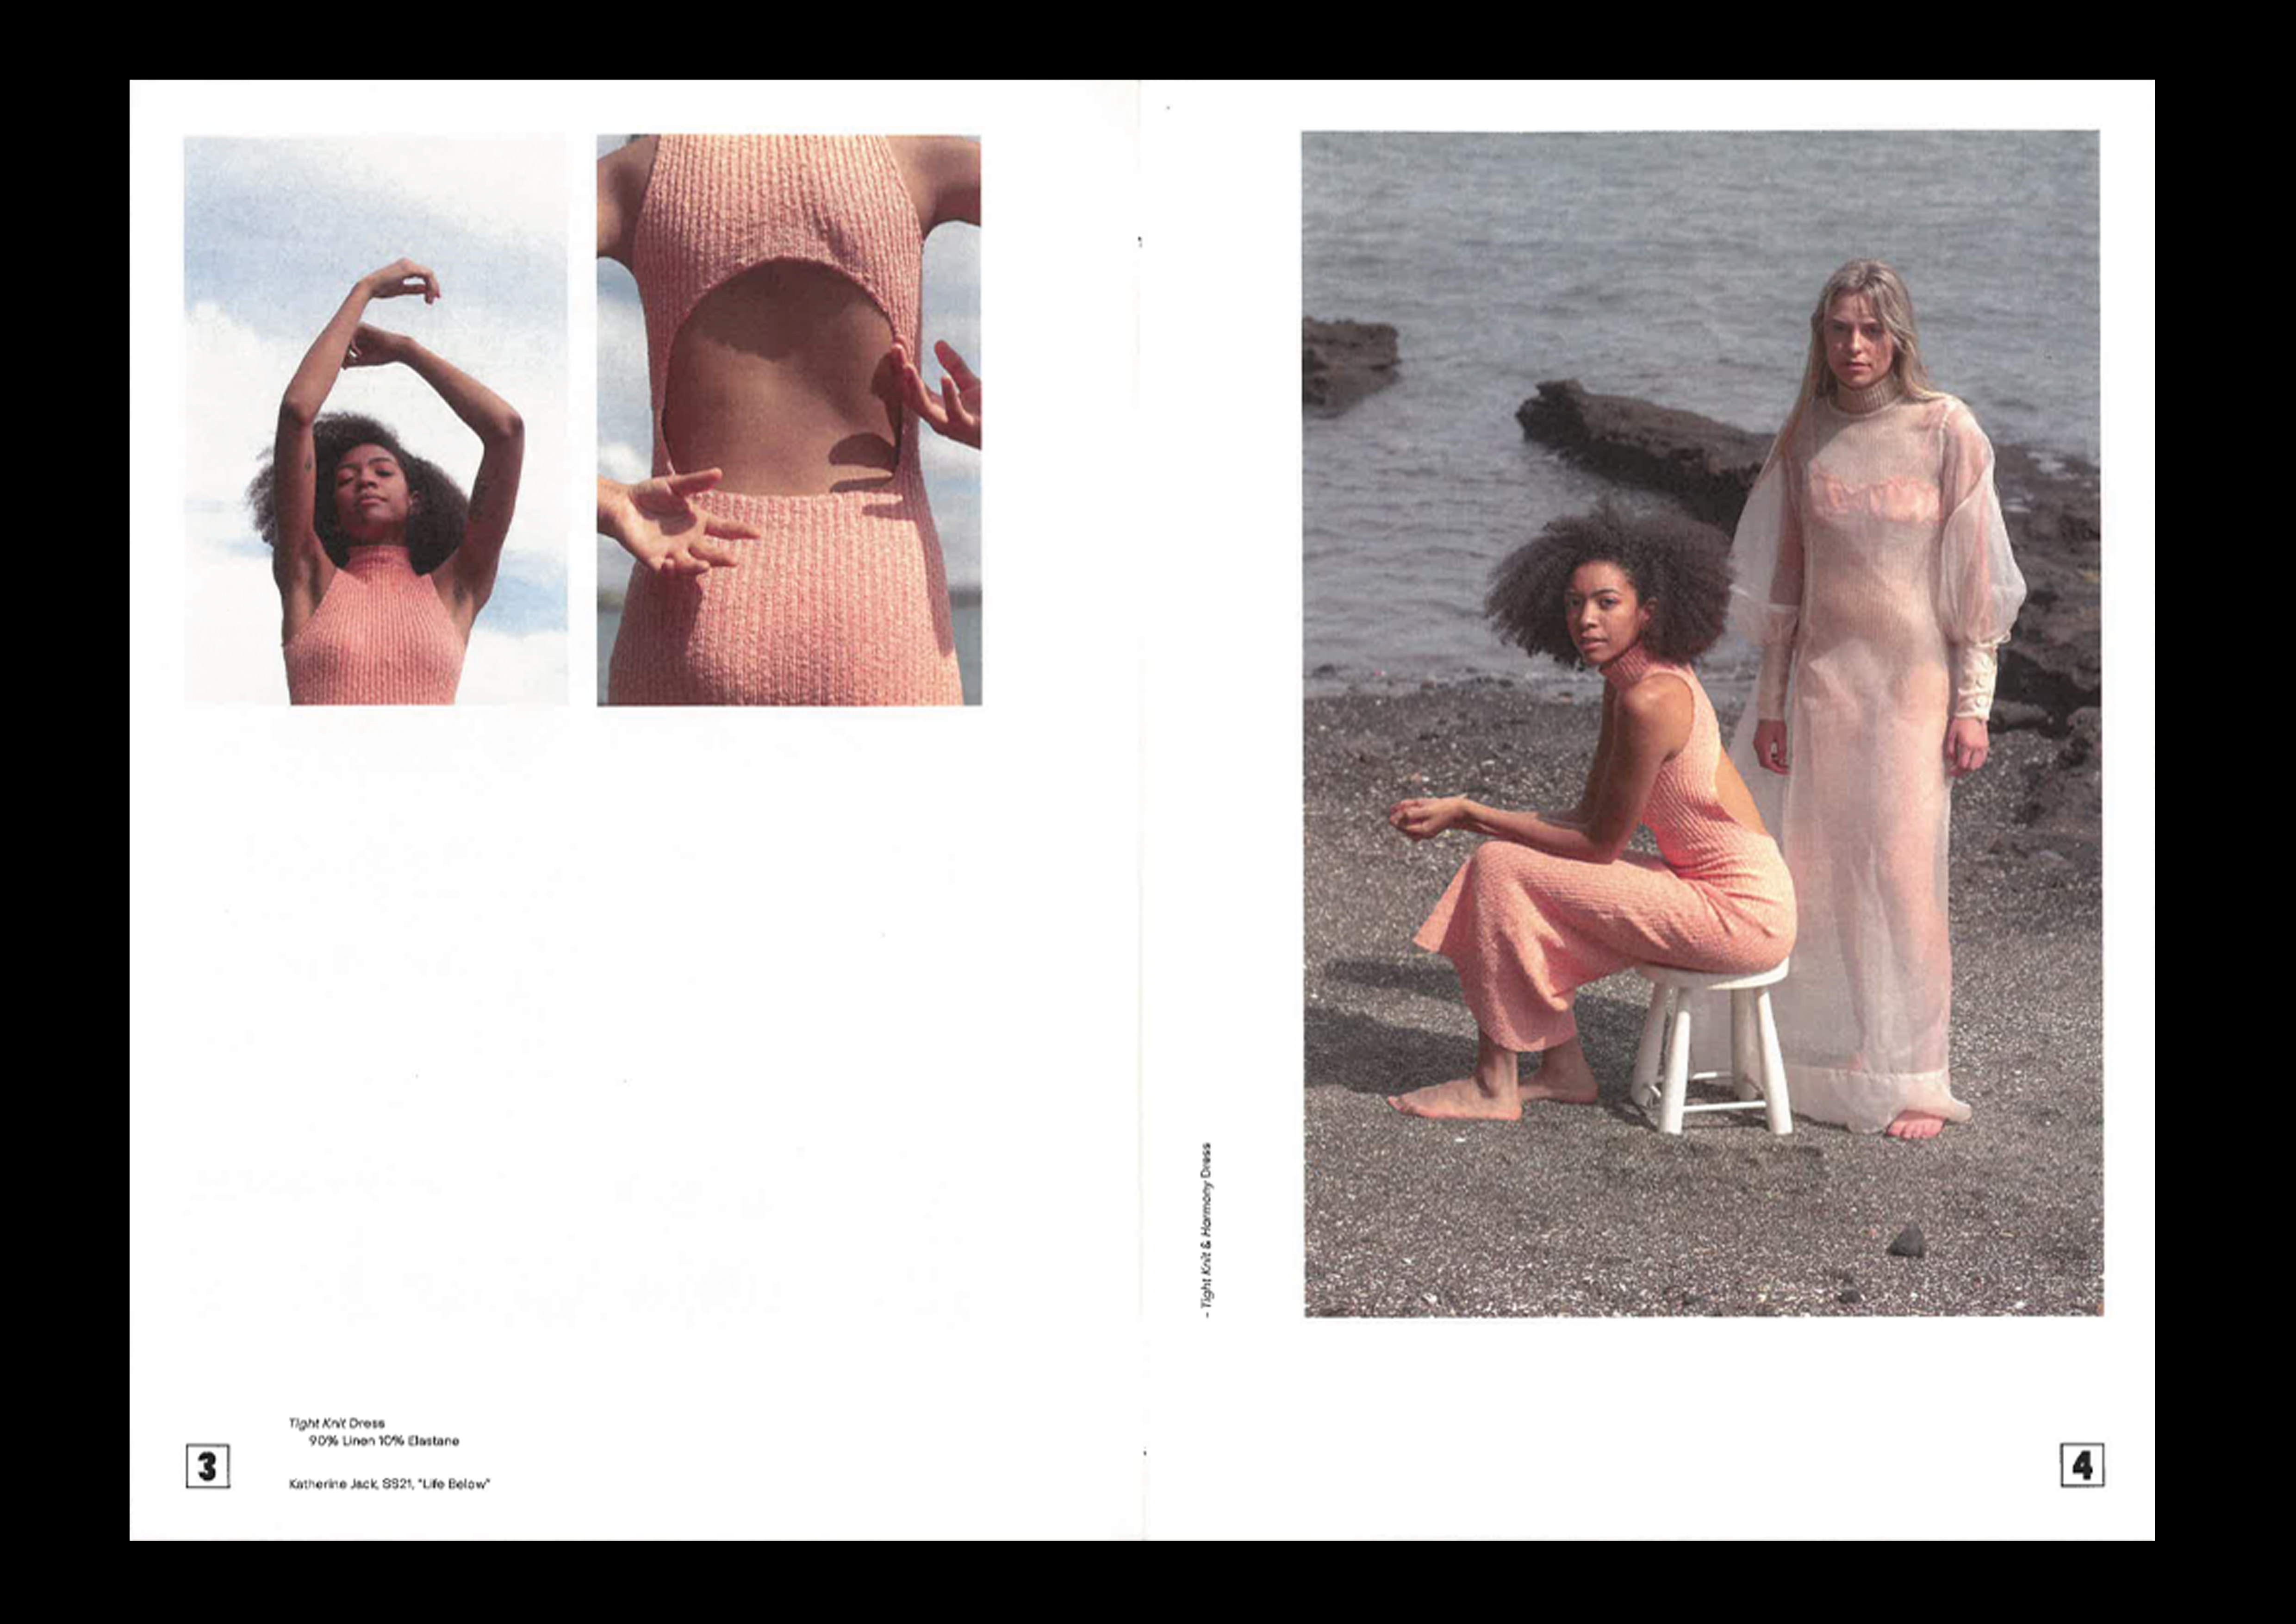 Tight Knit Dress
90% Linen 10% Elastane
3
Katherine Jack, SS21, "Life Below"
– Tight Knit & Harmony Dress
4